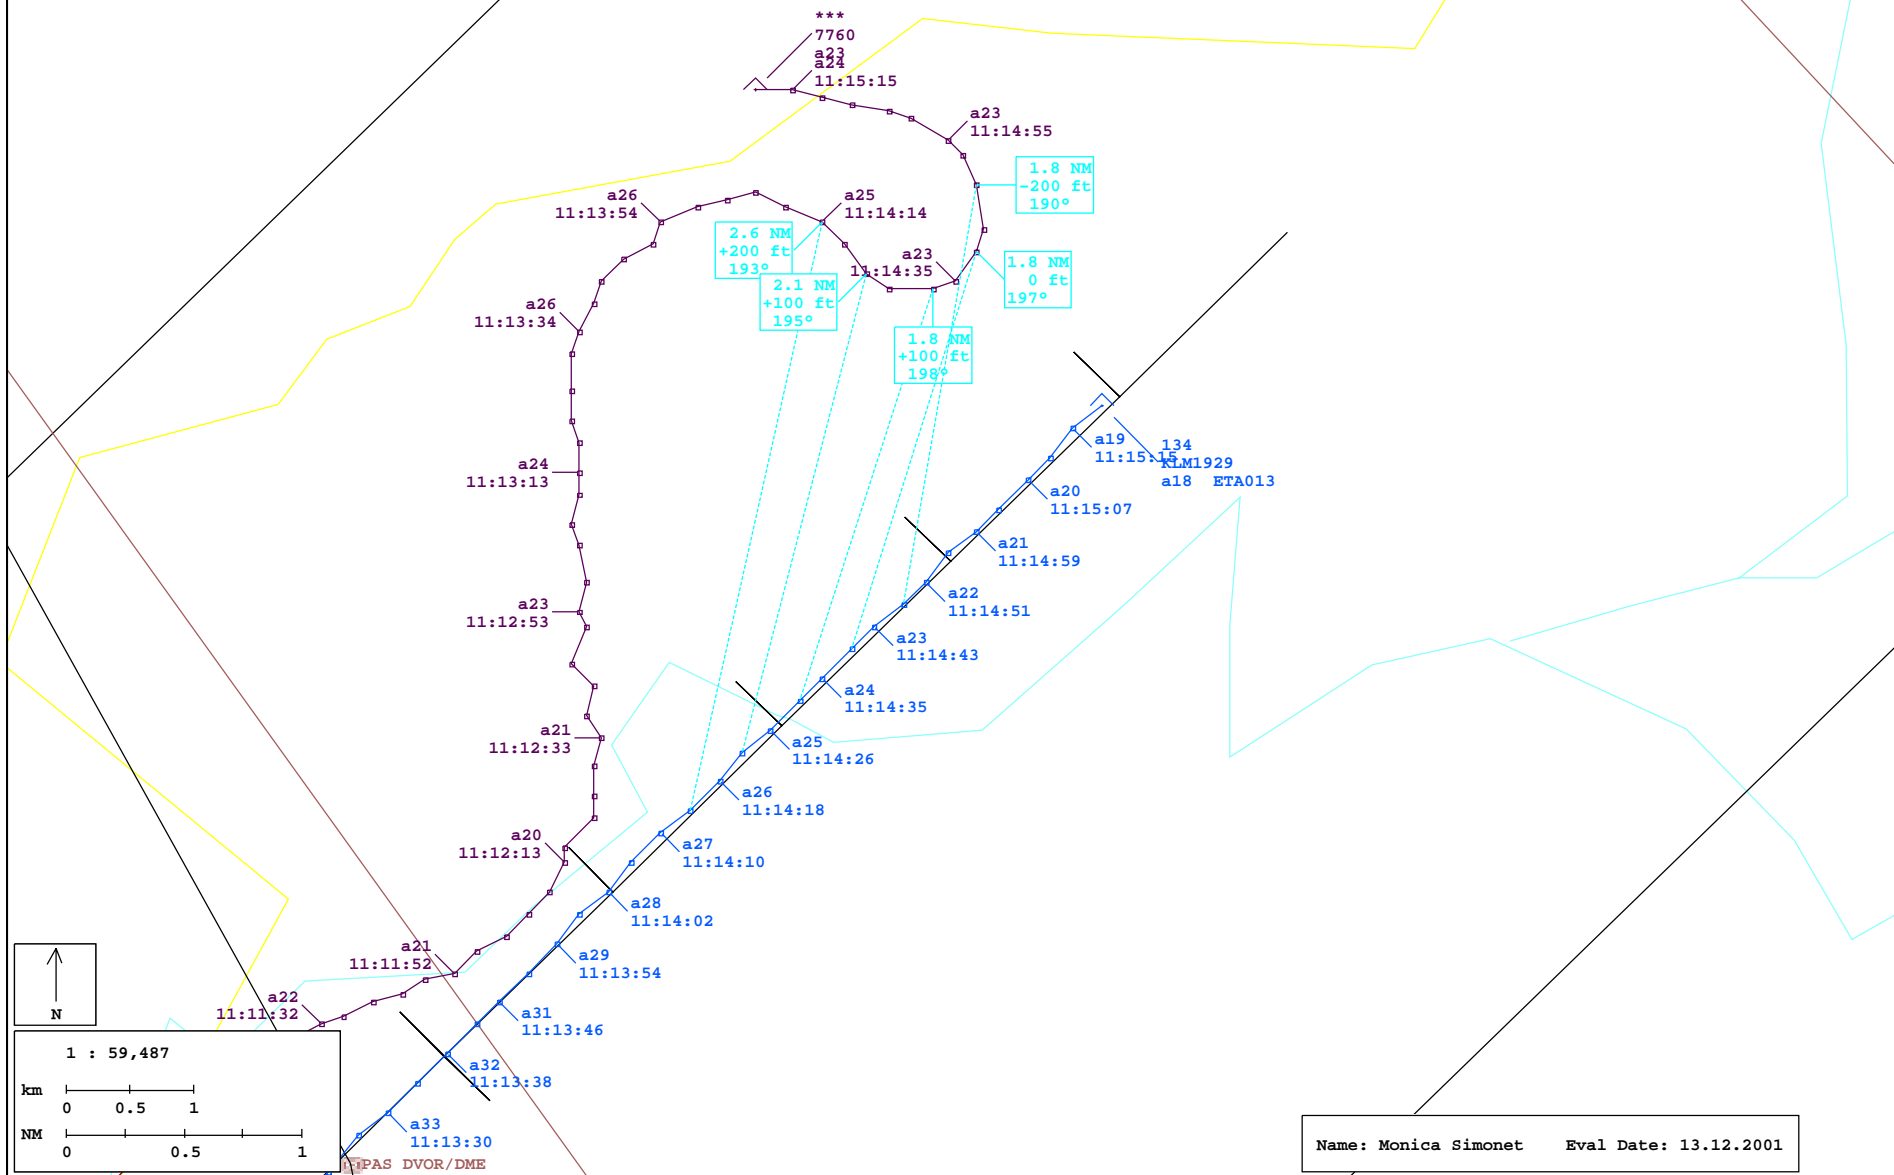 ***
7760
a23
a24
11:15:15
a23
11:14:55
1.8 NM
-200 ft
190°
a26
11:13:54
a25
11:14:14
2.6 NM
+200 ft
193°
a23
11:14:35
1.8 NM
0 ft
197°
2.1 NM
+100 ft
195°
a26
11:13:34
1.8 NM
+100 ft
198°
a24
11:13:13
a19
11:15:15
134
KLM1929
a18 ETA013
a20
11:15:07
a21
11:14:59
a23
11:12:53
a22
11:14:51
a23
11:14:43
a24
11:14:35
a21
11:12:33
a25
11:14:26
a26
11:14:18
a20
11:12:13
a27
11:14:10
a28
11:14:02
a21
11:11:52
a29
11:13:54
a22
11:11:32
a31
11:13:46
N
a32
11:13:38
1 : 59,487
km
0 0.5 1
NM
0 0.5 1
a33
11:13:30
PAS DVOR/DME
Name: Monica Simonet Eval Date: 13.12.2001